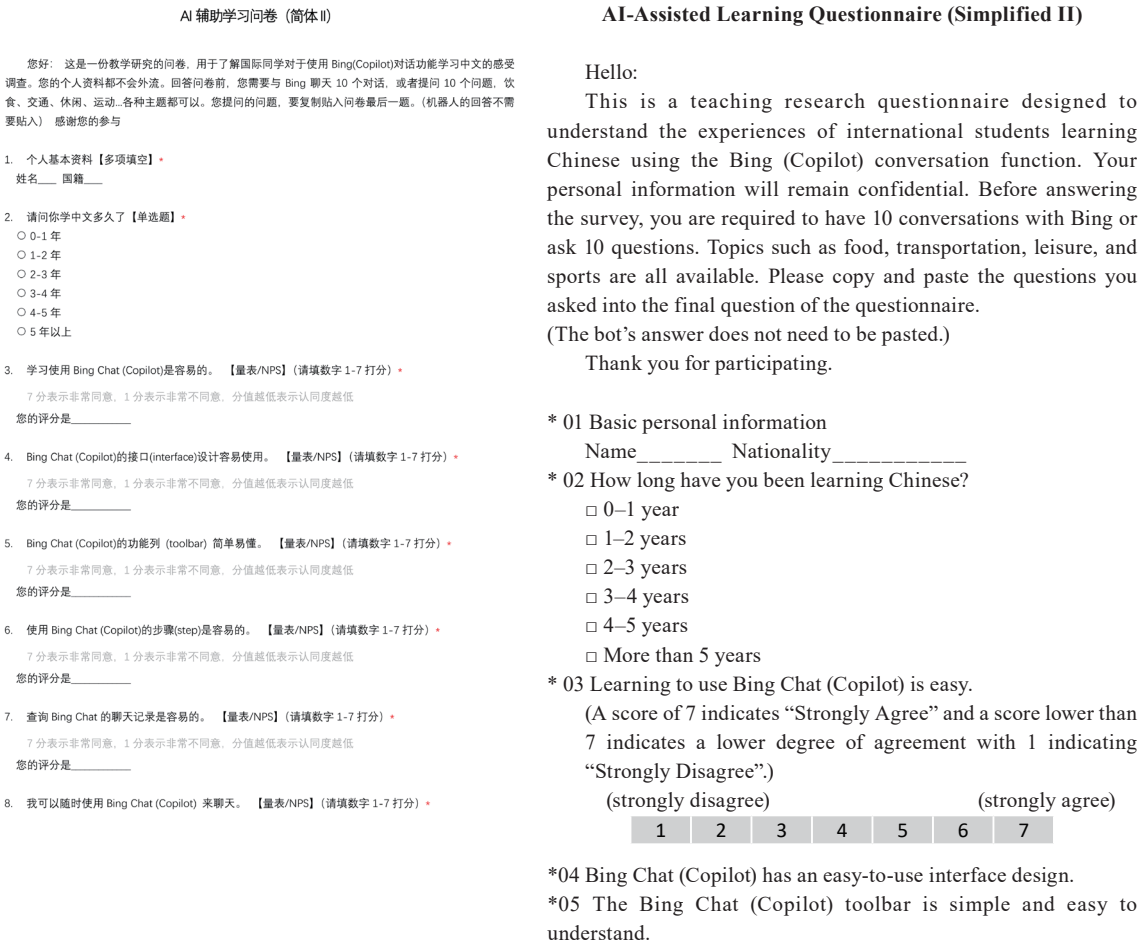 AI 辅助学习问卷（简体 II）
您好： 这是一份教学研究的问卷，用于了解国际同学对于使用 Bing(Copilot)对话功能学习中文的感受
调查。您的个人资料都不会外流。回答问卷前，您需要与 Bing 聊天 10 个对话，或者提问 10 个问题，饮
食、交通、休闲、运动...各种主题都可以。您提问的问题，要复制贴入问卷最后一题。（机器人的回答不需
要贴入） 感谢您的参与
1. 个人基本资料【多项填空】*
姓名___ 国籍___
2. 请问你学中文多久了【单选题】*
○ 0-1 年
○ 1-2 年
○ 2-3 年
○ 3-4 年
○ 4-5 年
○ 5 年以上
3. 学习使用 Bing Chat (Copilot)是容易的。 【量表/NPS】（请填数字 1-7 打分）*
7 分表示非常同意，1 分表示非常不同意，分值越低表示认同度越低
您的评分是__________
4. Bing Chat (Copilot)的接口(interface)设计容易使用。 【量表/NPS】（请填数字 1-7 打分）*
7 分表示非常同意，1 分表示非常不同意，分值越低表示认同度越低
您的评分是__________
5. Bing Chat (Copilot)的功能列 (toolbar) 简单易懂。 【量表/NPS】（请填数字 1-7 打分）*
7 分表示非常同意，1 分表示非常不同意，分值越低表示认同度越低
您的评分是__________
6. 使用 Bing Chat (Copilot)的步骤(step)是容易的。 【量表/NPS】（请填数字 1-7 打分）*
7 分表示非常同意，1 分表示非常不同意，分值越低表示认同度越低
您的评分是__________
7. 查询 Bing Chat 的聊天记录是容易的。 【量表/NPS】（请填数字 1-7 打分）*
7 分表示非常同意，1 分表示非常不同意，分值越低表示认同度越低
您的评分是__________
8. 我可以随时使用 Bing Chat (Copilot) 来聊天。 【量表/NPS】（请填数字 1-7 打分）*
AI-Assisted Learning Questionnaire (Simplified II)
Hello:
This is a teaching research questionnaire designed to
understand the experiences of international students learning
Chinese using the Bing (Copilot) conversation function. Your
personal information will remain confidential. Before answering
the survey, you are required to have 10 conversations with Bing or
ask 10 questions. Topics such as food, transportation, leisure, and
sports are all available. Please copy and paste the questions you
asked into the final question of the questionnaire.
(The bot's answer does not need to be pasted.)
Thank you for participating.
* 01 Basic personal information
Name_______ Nationality___________
* 02 How long have you been learning Chinese?
□ 0–1 year
□ 1–2 years
□ 2–3 years
□ 3–4 years
□ 4–5 years
□ More than 5 years
* 03 Learning to use Bing Chat (Copilot) is easy.
(A score of 7 indicates “Strongly Agree” and a score lower than
7 indicates a lower degree of agreement with 1 indicating
“Strongly Disagree”.)
(strongly disagree) (strongly agree)
1 2 3 4 5 6 7
*04 Bing Chat (Copilot) has an easy-to-use interface design.
*05 The Bing Chat (Copilot) toolbar is simple and easy to
understand.